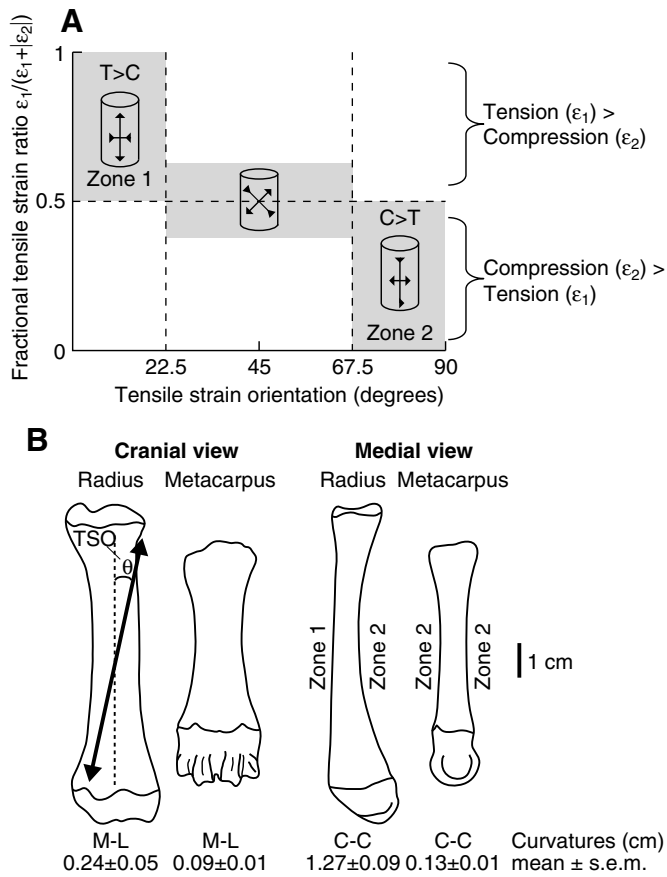 A
Fractional tensile strain ratio ε1/(ε1+|ε2|)
1
0.5
0
T>C
Zone 1
C>T
Zone 2
Tension (ε1) >
Compression (ε2)
Compression (ε2) >
Tension (ε1)
22.5 45 67.5 90
Tensile strain orientation (degrees)
B
Cranial view Medial view
Radius Metacarpus Radius Metacarpus
TSO
θ
Zone 1
Zone 2
Zone 2
Zone 2
1 cm
M-L M-L C-C C-C Curvatures (cm)
0.24±0.05 0.09±0.01 1.27±0.09 0.13±0.01 mean ± s.e.m.